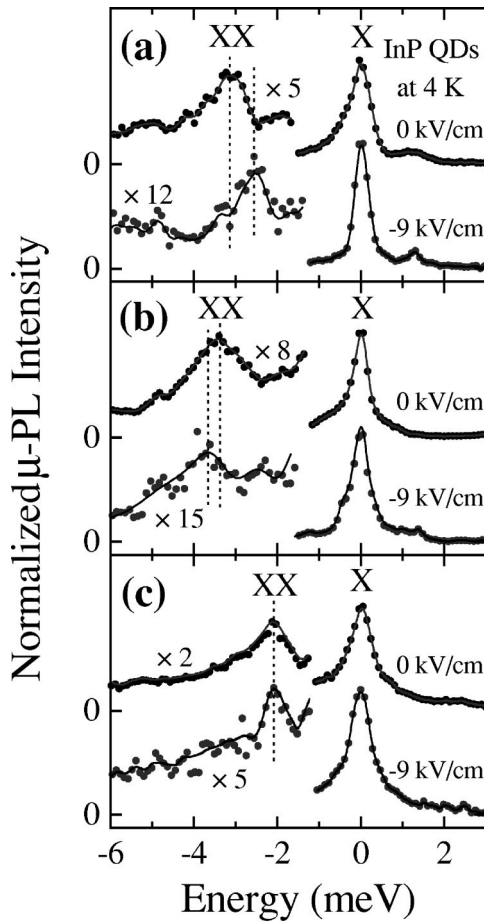 (a) XX X InP QDs
× 5 at 4 K
0 kV/cm
0
× 12
-9 kV/cm
0
(b) XX X
× 8
0 kV/cm
0
× 15
-9 kV/cm
0
(c) XX X
× 2
0 kV/cm
0
× 5
-9 kV/cm
0
-6 -4 -2 0 2
Energy (meV)
Normalized μ-PL Intensity